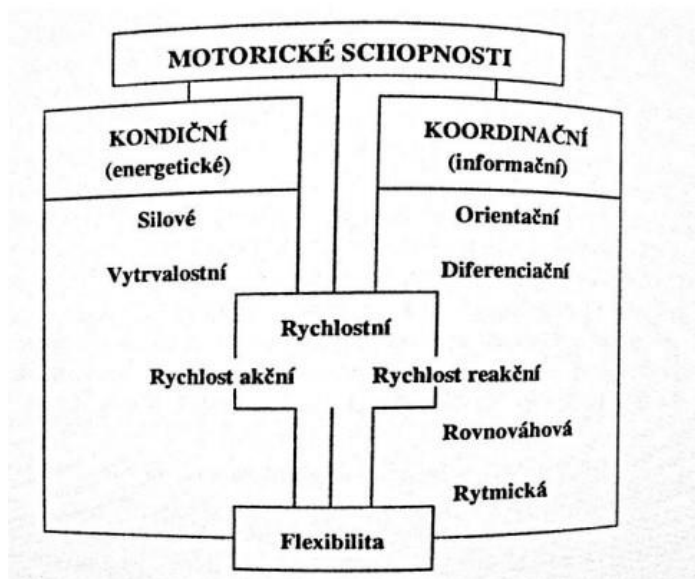 MOTORICKÉ SCHOPNOSTI
KONDIČNÍ
(energetické)
KOORDINAČNÍ
(informační)
Silové
Orientační
Vytrvalostní
Diferenciační
Rychlostní
Rychlost akční
Rychlost reakční
Rovnováhová
Rytmická
Flexibilita